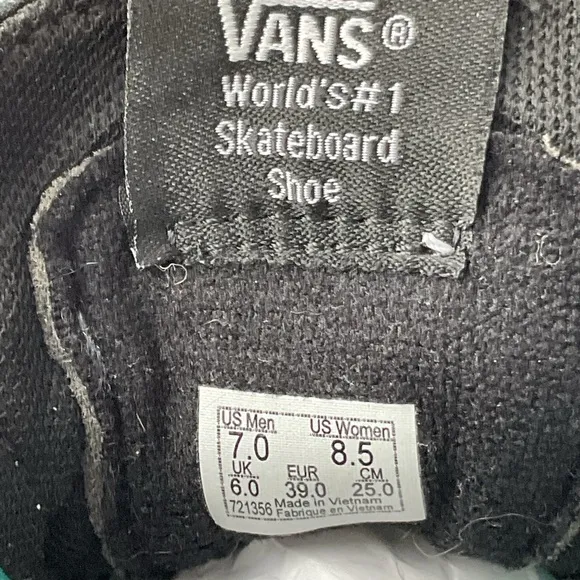 VANS®
World's#1
Skateboard
Shoe
US Men US Women
7.0 8.5
UK EUR CM
6.0 39.0 25.0
721356 Made in Vietnam
Fabrique en Vietnam